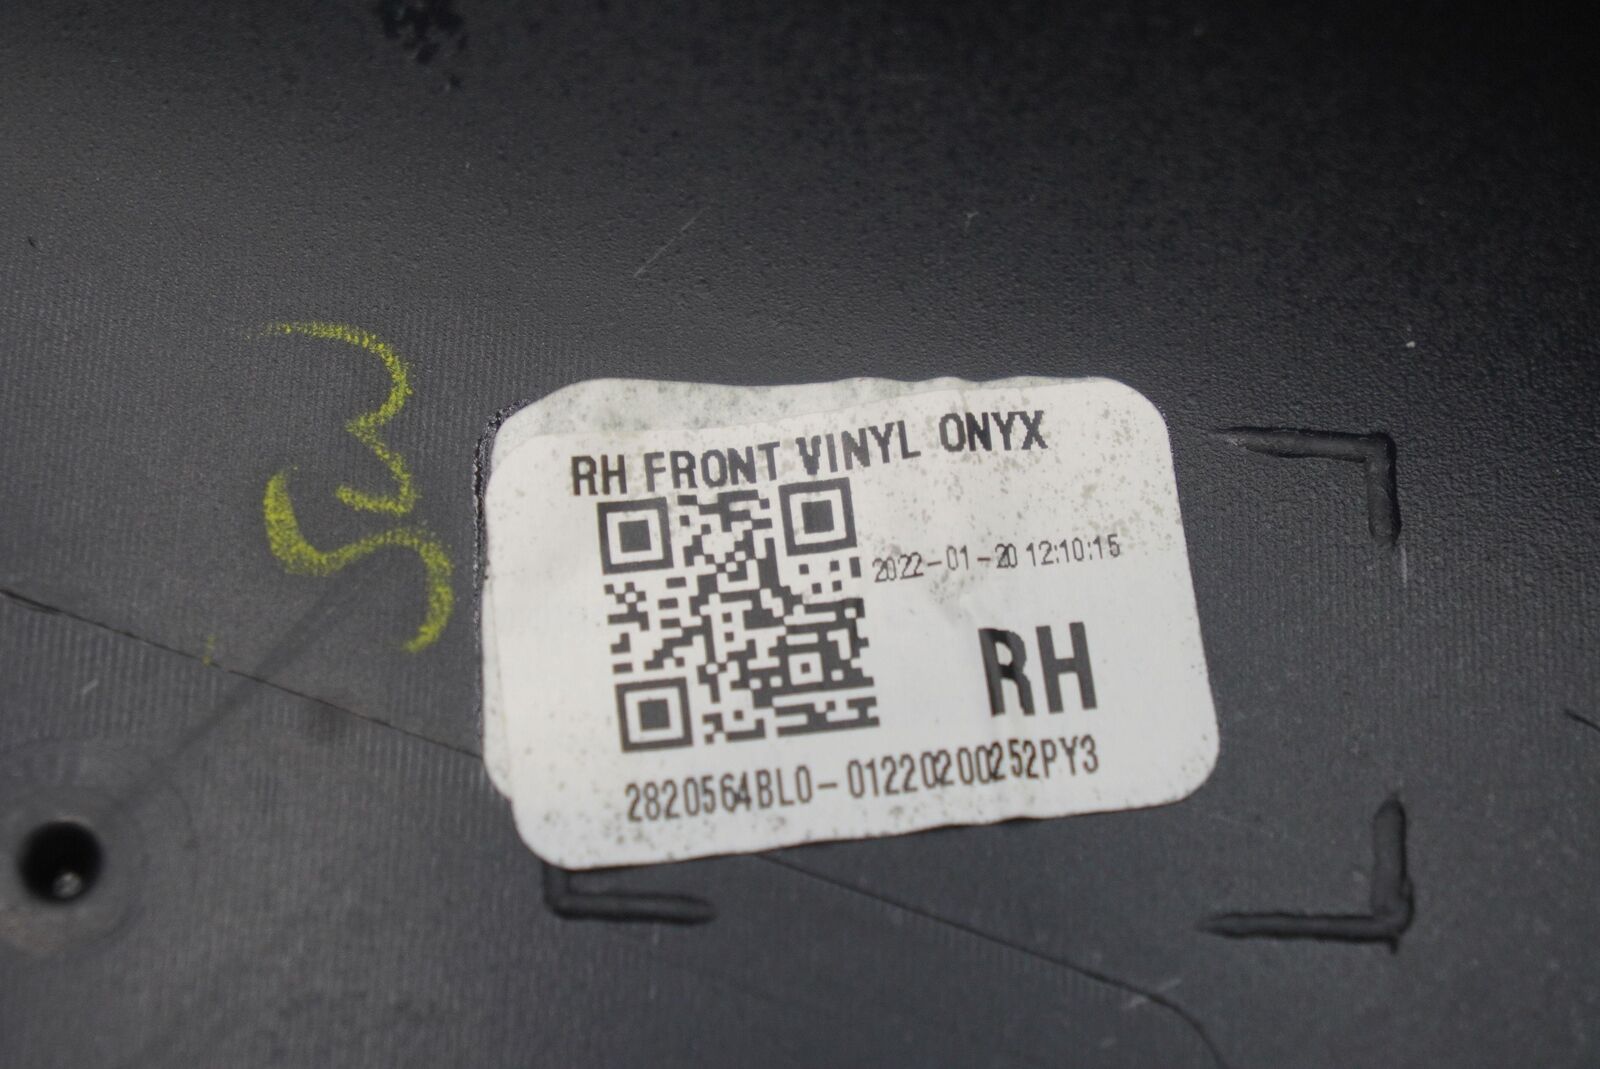 RH FRONT VINYL ONYX
2022-01-20 12:10:15
RH
2820564BL0-01220200252PY3